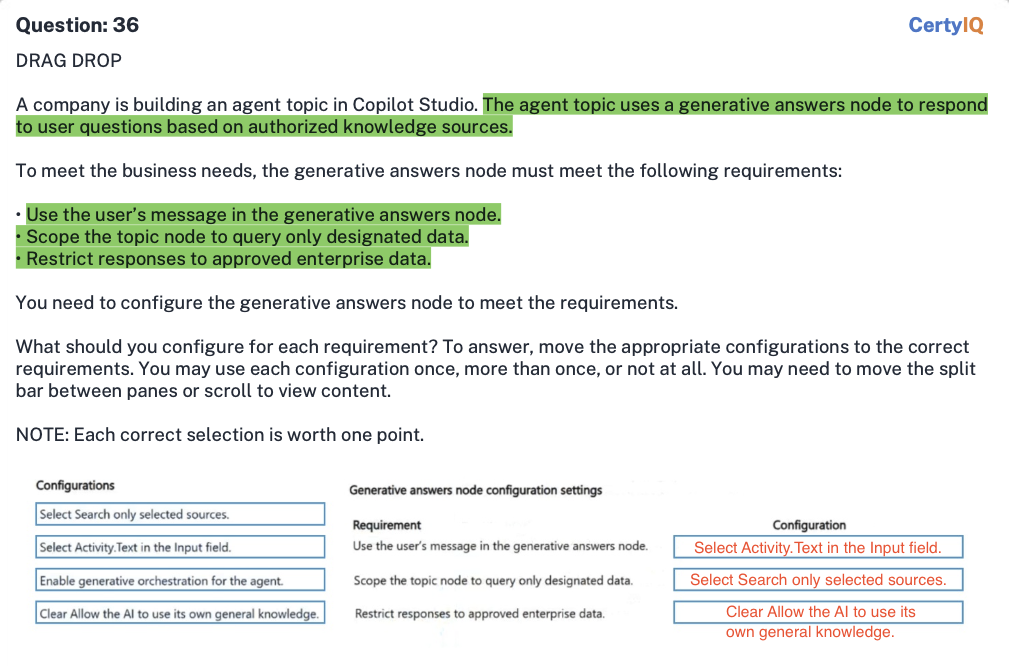 Question: 36
CertyIQ
DRAG DROP
A company is building an agent topic in Copilot Studio. The agent topic uses a generative answers node to respond
to user questions based on authorized knowledge sources.
To meet the business needs, the generative answers node must meet the following requirements:
• Use the user’s message in the generative answers node.
• Scope the topic node to query only designated data.
• Restrict responses to approved enterprise data.
You need to configure the generative answers node to meet the requirements.
What should you configure for each requirement? To answer, move the appropriate configurations to the correct
requirements. You may use each configuration once, more than once, or not at all. You may need to move the split
bar between panes or scroll to view content.
NOTE: Each correct selection is worth one point.
Configurations
Select Search only selected sources.
Select Activity.Text in the Input field.
Enable generative orchestration for the agent.
Clear Allow the AI to use its own general knowledge.
Generative answers node configuration settings
Requirement
Configuration
Use the user's message in the generative answers node.
Select Activity.Text in the Input field.
Scope the topic node to query only designated data.
Select Search only selected sources.
Restrict responses to approved enterprise data.
Clear Allow the AI to use its
own general knowledge.